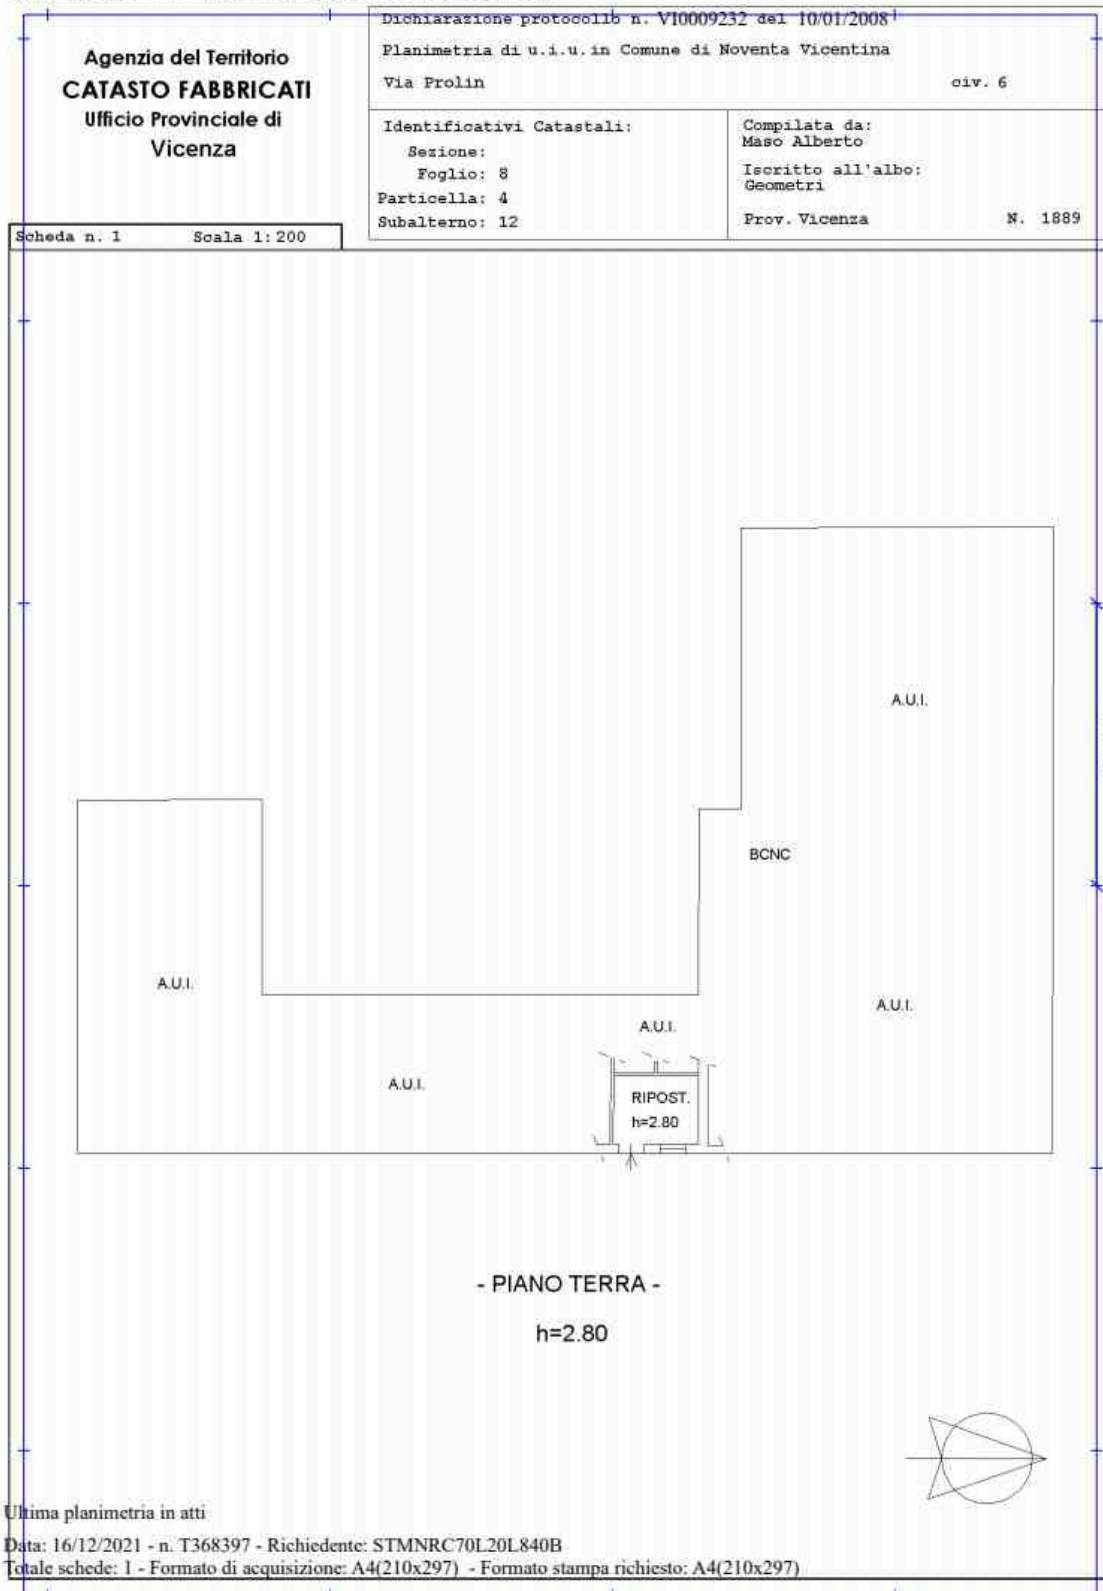 Agenzia del Territorio
CATASTO FABBRICATI
Ufficio Provinciale di
Vicenza
Dichiarazione protocollo n. VI0009232 del 10/01/2008
Planimetria di u.i.u. in Comune di Noventa Vicentina
Via Prolin civ. 6
Identificativi Catastali:
Sezione:
Foglio: 8
Particella: 4
Subalterno: 12
Compilata da:
Maso Alberto
Iscritto all'albo:
Geometri
Prov. Vicenza N. 1889
Scheda n. 1 Scala 1:200
A.U.I.
BCNC
A.U.I.
A.U.I.
A.U.I.
A.U.I.
RIPOST.
h=2.80
- PIANO TERRA -
h=2.80
Ultima planimetria in atti
Data: 16/12/2021 - n. T368397 - Richiedente: STMNRC70L20L840B
Totale schede: 1 - Formato di acquisizione: A4(210x297) - Formato stampa richiesto: A4(210x297)